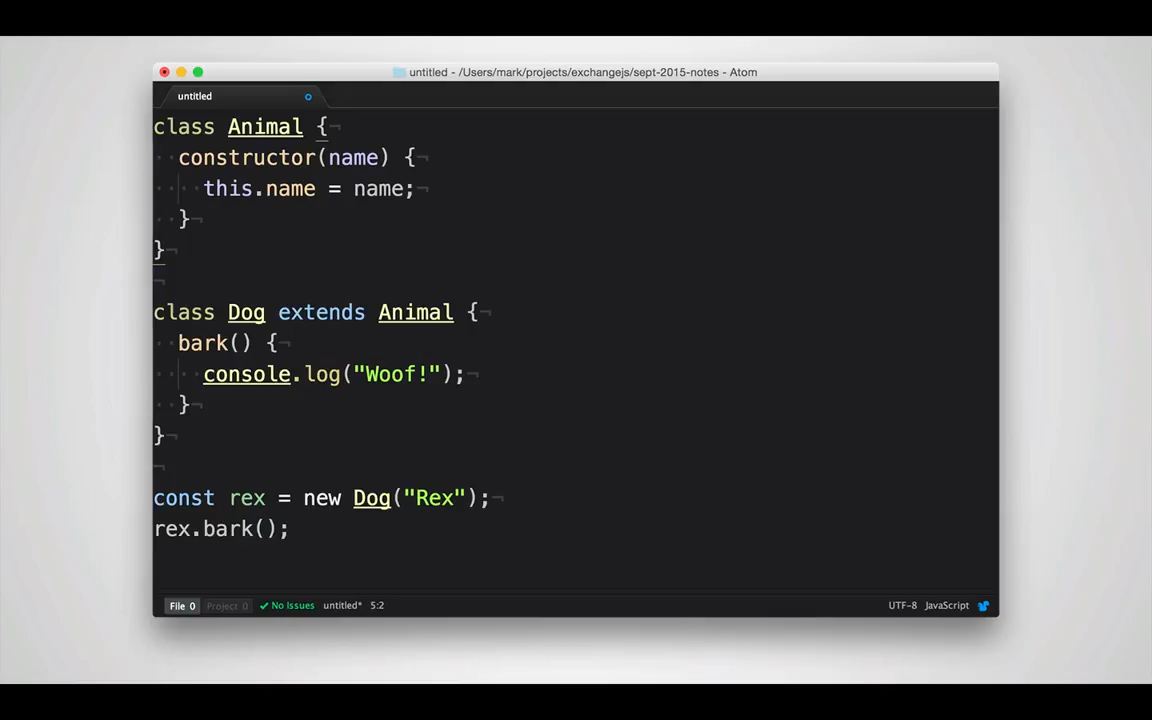 untitled - /Users/mark/projects/exchangejs/sept-2015-notes - Atom
untitled
class Animal {
constructor(name) {
this.name = name;
}
}
class Dog extends Animal {
bark() {
console.log("Woof!");
}
}
const rex = new Dog("Rex");
rex.bark();
File 0 Project 0 No Issues untitled* 5:2 UTF-8 JavaScript